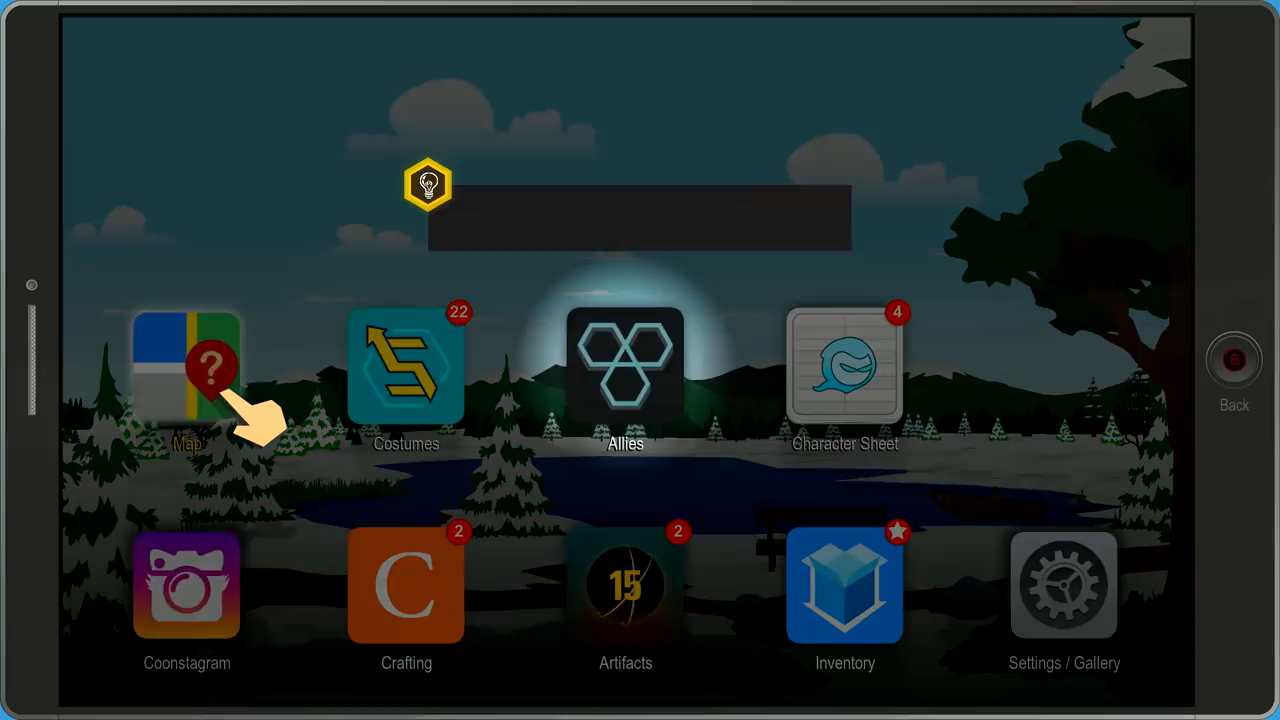 22
4
?
Map
Costumes
Allies
Character Sheet
B
Back
2
2
C
15
Coonstagram
Crafting
Artifacts
Inventory
Settings / Gallery